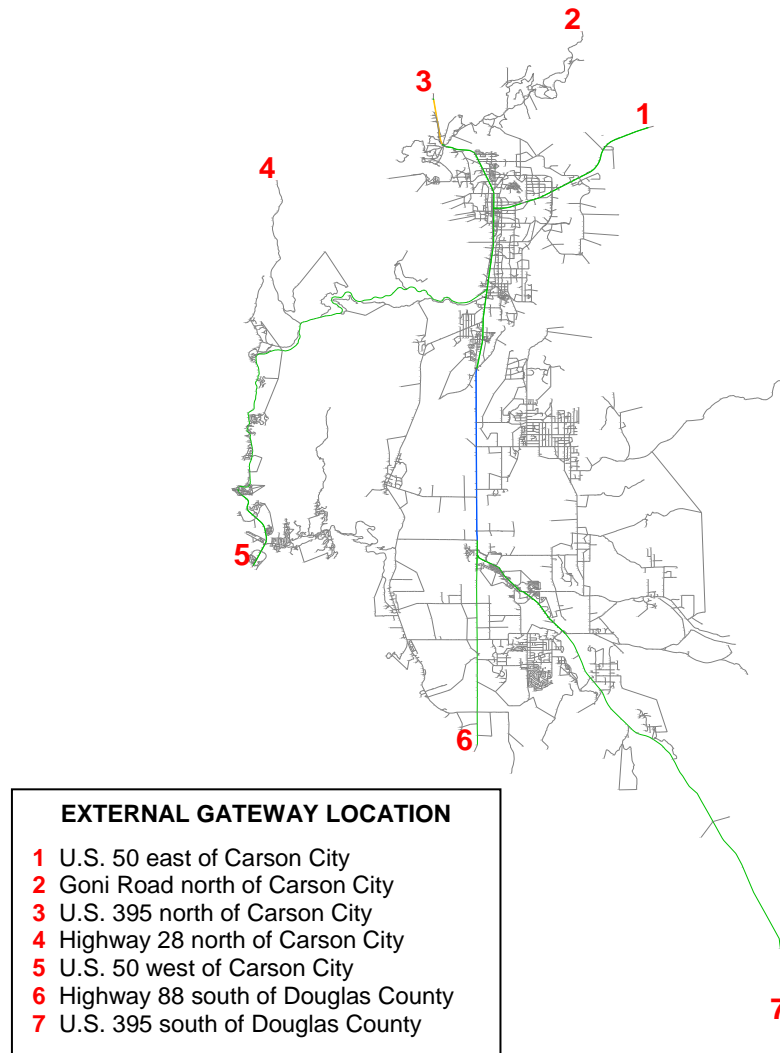 2
3
1
4
5
6
EXTERNAL GATEWAY LOCATION
1 U.S. 50 east of Carson City
2 Goni Road north of Carson City
3 U.S. 395 north of Carson City
4 Highway 28 north of Carson City
5 U.S. 50 west of Carson City
6 Highway 88 south of Douglas County
7 U.S. 395 south of Douglas County
7